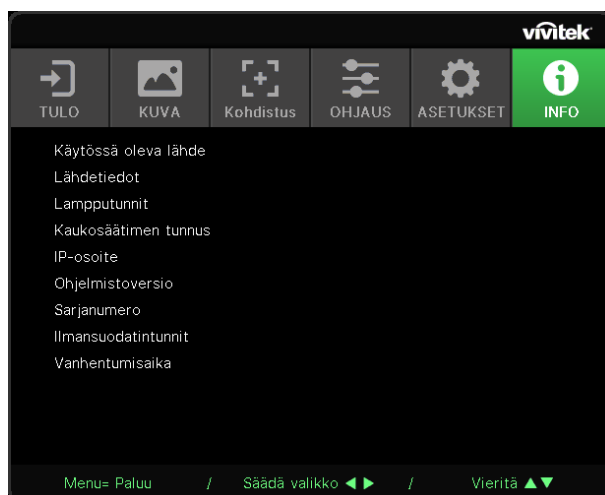 vivitek
TULO KUVA Kohdistus OHJAUS ASETUKSET INFO
Käytössä oleva lähde
Lähdetiedot
Lampputunnit
Kaukosäätimen tunnus
IP-osoite
Ohjelmistoversio
Sarjanumero
Ilmansuodatintunnit
Vanhentumisaika
Menu= Paluu / Säädä valikko ◀ ▶ / Vieritä ▲▼